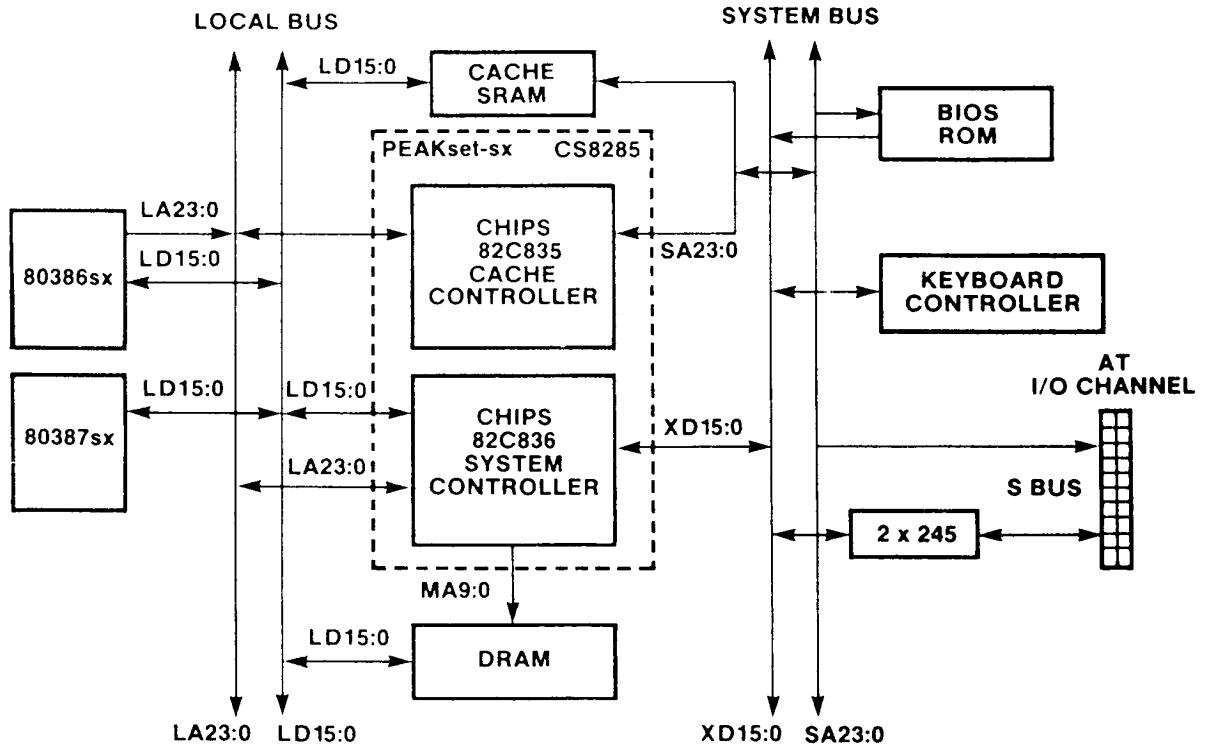 LOCAL BUS
SYSTEM BUS
LD15:0
CACHE
SRAM
BIOS
ROM
PEAKset-sx CS8285
LA23:0
LD15:0
80386sx
CHIPS
82C835
CACHE
CONTROLLER
SA23:0
KEYBOARD
CONTROLLER
AT
I/O CHANNEL
LD15:0
LD15:0
80387sx
CHIPS
82C836
SYSTEM
CONTROLLER
LA23:0
XD15:0
S BUS
2 x 245
MA9:0
LD15:0
DRAM
LA23:0 LD15:0
XD15:0 SA23:0